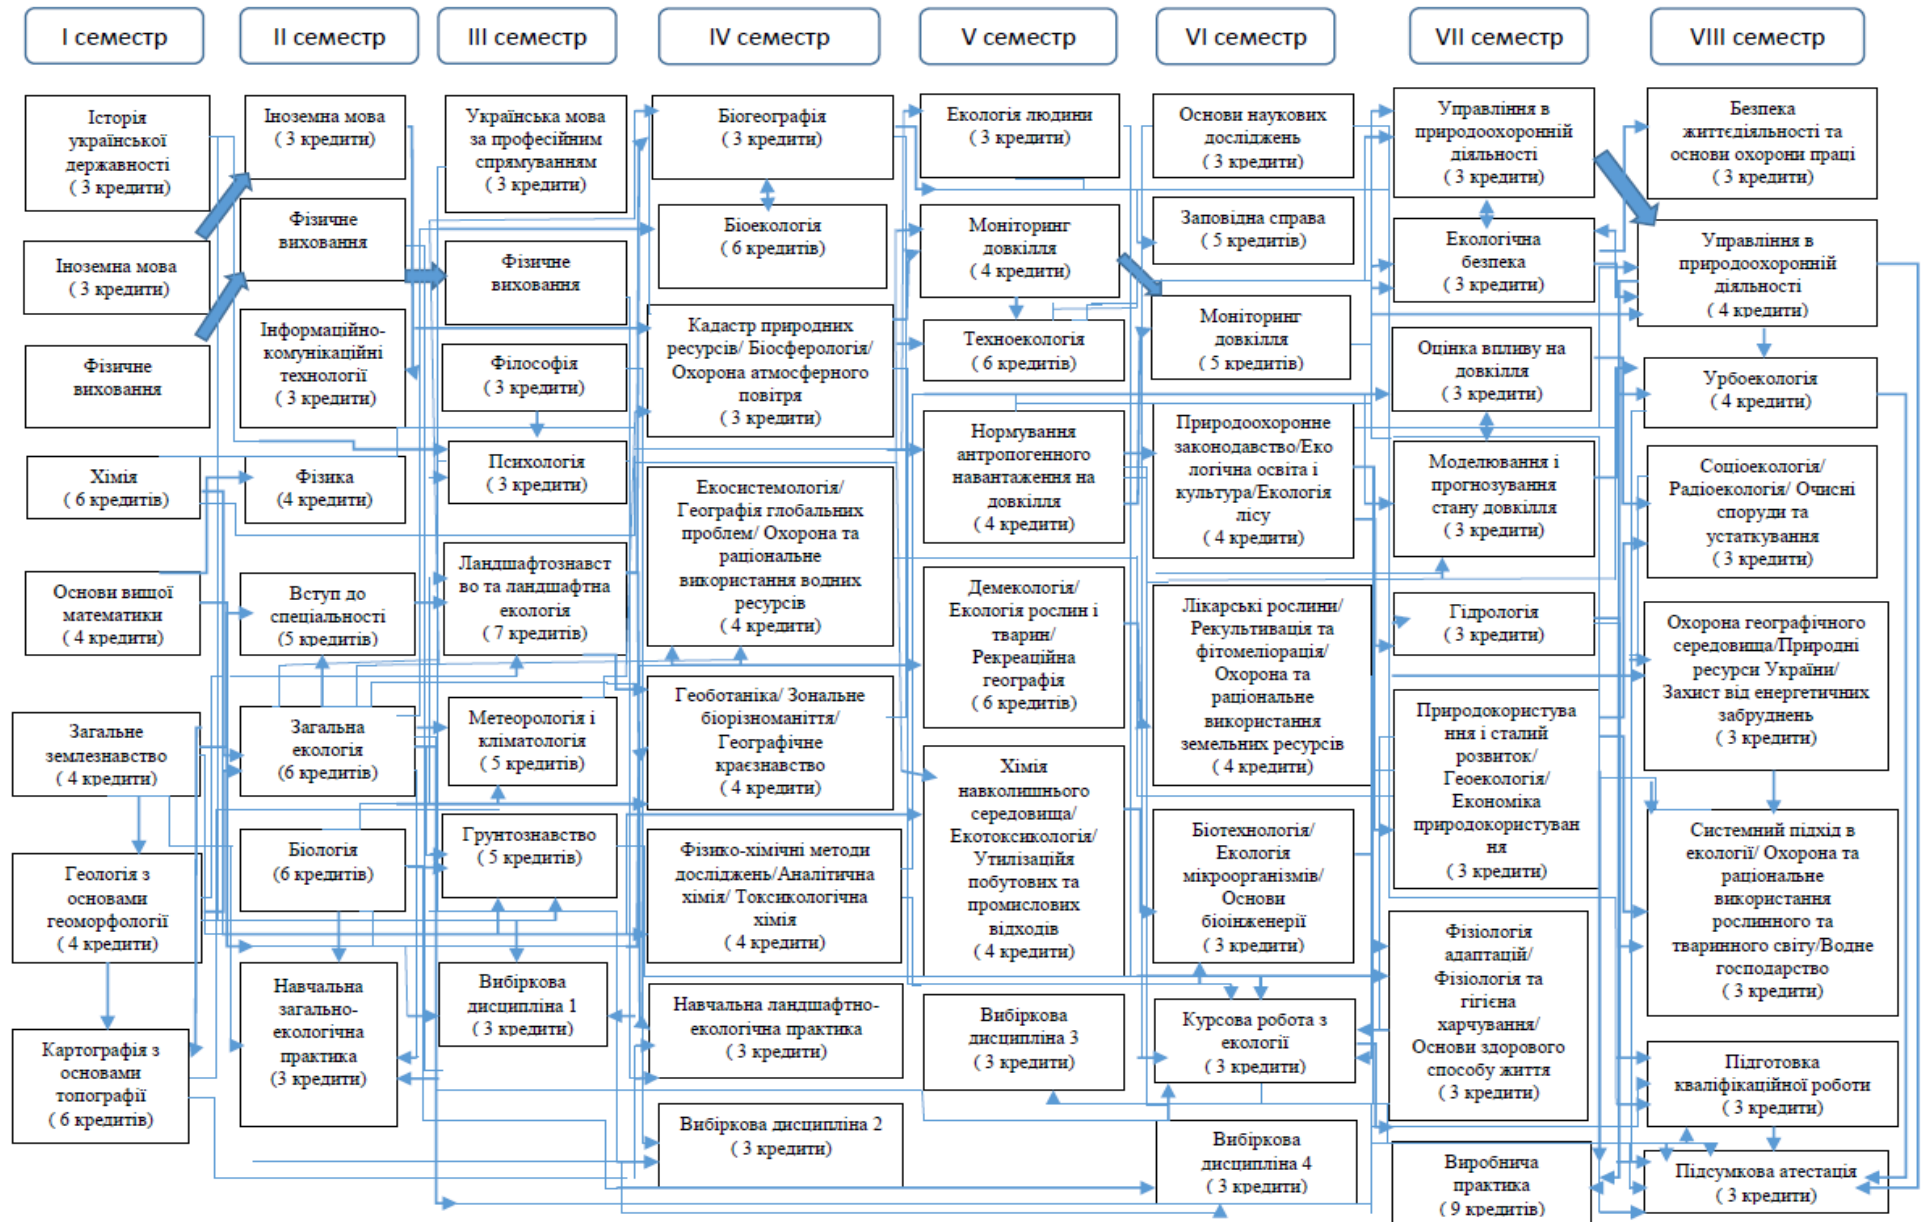 I семестр
II семестр
III семестр
IV семестр
V семестр
VI семестр
VII семестр
VIII семестр
Історія
української
державності
( 3 кредити)
Іноземна мова
( 3 кредити)
Фізичне
виховання
Хімія
( 6 кредитів)
Основи вищої
математики
( 4 кредити)
Загальне
землезнавство
( 4 кредити)
Геологія з
основами
геоморфології
( 4 кредити)
Картографія з
основами
топографії
( 6 кредитів)
Іноземна мова
( 3 кредити)
Фізичне
виховання
Інформаційно-
комунікаційні
технології
( 3 кредити)
Фізика
(4 кредити)
Вступ до
спеціальності
(5 кредитів)
Загальна
екологія
(6 кредитів)
Біологія
(6 кредитів)
Навчальна
загально-
екологічна
практика
(3 кредити)
Українська мова
за професійним
спрямуванням
( 3 кредити)
Фізичне
виховання
Філософія
( 3 кредити)
Психологія
( 3 кредити)
Ландшафтознавст
во та ландшафтна
екологія
( 7 кредитів)
Метеорологія і
кліматологія
( 5 кредитів)
Грунтознавство
( 5 кредитів)
Вибіркова
дисципліна 1
( 3 кредити)
Біогеографія
( 3 кредити)
Біоекологія
( 6 кредитів)
Кадастр природних
ресурсів/ Біосферологія/
Охорона атмосферного
повітря
( 3 кредити)
Екосистемологія/
Географія глобальних
проблем/ Охорона та
раціональне
використання водних
ресурсів
( 4 кредити)
Геоботаніка/ Зональне
біорізноманіття/
Географічне
краєзнавство
( 4 кредити)
Фізико-хімічні методи
досліджень/Аналітична
хімія/ Токсикологічна
хімія
( 4 кредити)
Навчальна ландшафтно-
екологічна практика
( 3 кредити)
Вибіркова дисципліна 2
( 3 кредити)
Екологія людини
( 3 кредити)
Моніторинг
довкілля
( 4 кредити)
Техноекологія
( 6 кредитів)
Нормування
антропогенного
навантаження на
довкілля
( 4 кредити)
Демекологія/
Екологія рослин і
тварин/
Рекреаційна
географія
( 6 кредитів)
Хімія
навколишнього
середовища/
Екотоксикологія/
Утилізаційя
побутових та
промислових
відходів
( 4 кредити)
Вибіркова
дисципліна 3
( 3 кредити)
Основи наукових
досліджень
( 3 кредити)
Заповідна справа
( 5 кредитів)
Моніторинг
довкілля
( 5 кредитів)
Природоохоронне
законодавство/Еко
логічна освіта і
культура/Екологія
лісу
( 4 кредити)
Лікарські рослини/
Рекультивація та
фітомеліорація/
Охорона та
раціональне
використання
земельних ресурсів
( 4 кредити)
Біотехнологія/
Екологія
мікроорганізмів/
Основи
біоінженерії
( 3 кредити)
Курсова робота з
екології
( 3 кредити)
Вибіркова
дисципліна 4
( 3 кредити)
Управління в
природоохоронній
діяльності
( 3 кредити)
Екологічна
безпека
( 3 кредити)
Оцінка впливу на
довкілля
( 3 кредити)
Моделювання і
прогнозування
стану довкілля
( 3 кредити)
Гідрологія
( 3 кредити)
Природокористува
ння і сталий
розвиток/
Геоекологія/
Економіка
природокористуван
ня
( 3 кредити)
Фізіологія
адаптацій/
Фізіологія та
гігієна
харчування/
Основи здорового
способу життя
( 3 кредити)
Виробнича
практика
( 9 кредитів)
Безпека
життєдіяльності та
основи охорони праці
( 3 кредити)
Управління в
природоохоронній
діяльності
( 4 кредити)
Урбоекологія
( 4 кредити)
Соціоекологія/
Радіоекологія/ Очисні
споруди та
устаткування
( 3 кредити)
Охорона географічного
середовища/Природні
ресурси України/
Захист від енергетичних
забруднень
( 3 кредити)
Системний підхід в
екології/ Охорона та
раціональне
використання
рослинного та
тваринного світу/Водне
господарство
( 3 кредити)
Підготовка
кваліфікаційної роботи
( 3 кредити)
Підсумкова атестація
( 3 кредити)